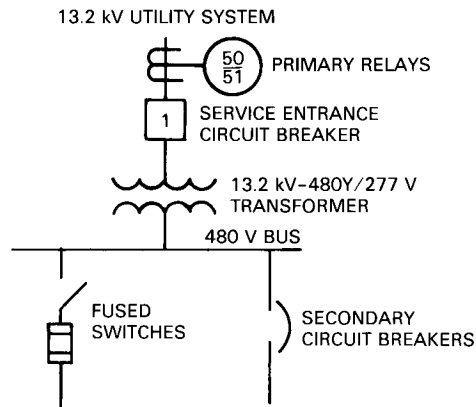 13.2 kV UTILITY SYSTEM
50
51
PRIMARY RELAYS
1
SERVICE ENTRANCE
CIRCUIT BREAKER
13.2 kV–480Y/277 V
TRANSFORMER
480 V BUS
FUSED
SWITCHES
SECONDARY
CIRCUIT BREAKERS